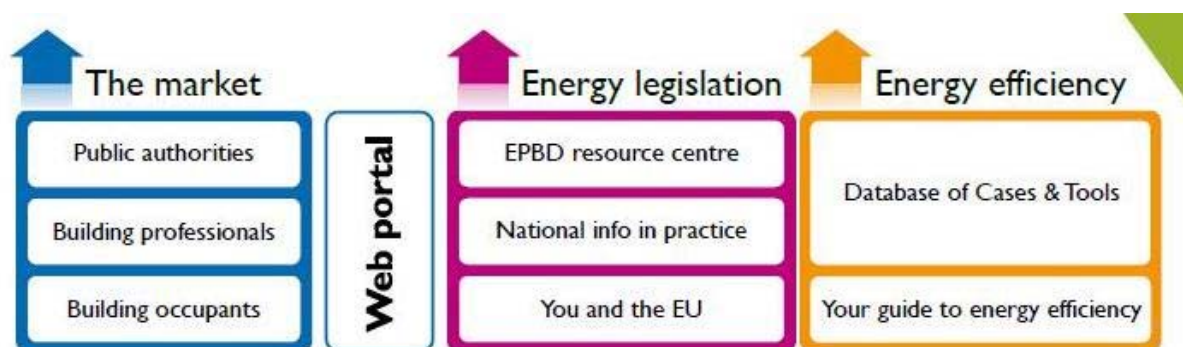 The market
Public authorities
Building professionals
Building occupants
Web portal
Energy legislation
EPBD resource centre
National info in practice
You and the EU
Energy efficiency
Database of Cases & Tools
Your guide to energy efficiency